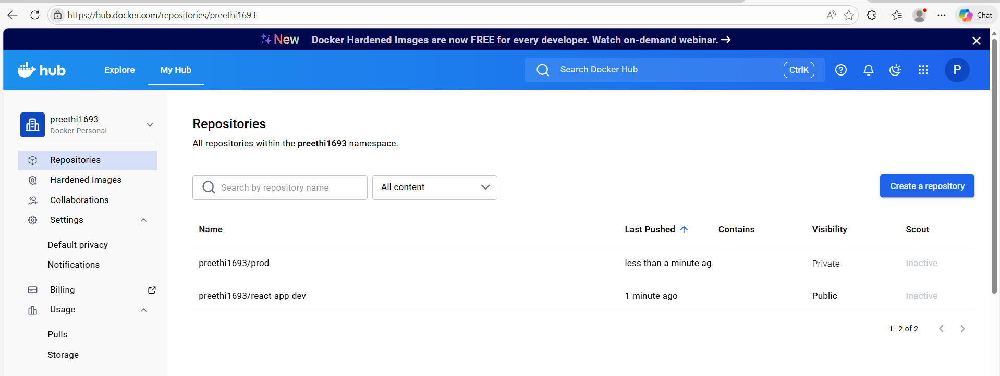 https://hub.docker.com/repositories/preethi1693
Chat
New Docker Hardened Images are now FREE for every developer. Watch on-demand webinar. →
hub Explore My Hub Search Docker Hub CtrlK P
preethi1693
Docker Personal
Repositories
Hardened Images
Collaborations
Settings
Default privacy
Notifications
Billing
Usage
Pulls
Storage
Repositories
All repositories within the preethi1693 namespace.
Search by repository name All content Create a repository
Name Last Pushed Contains Visibility Scout
preethi1693/prod less than a minute ag Private Inactive
preethi1693/react-app-dev 1 minute ago Public Inactive
1–2 of 2